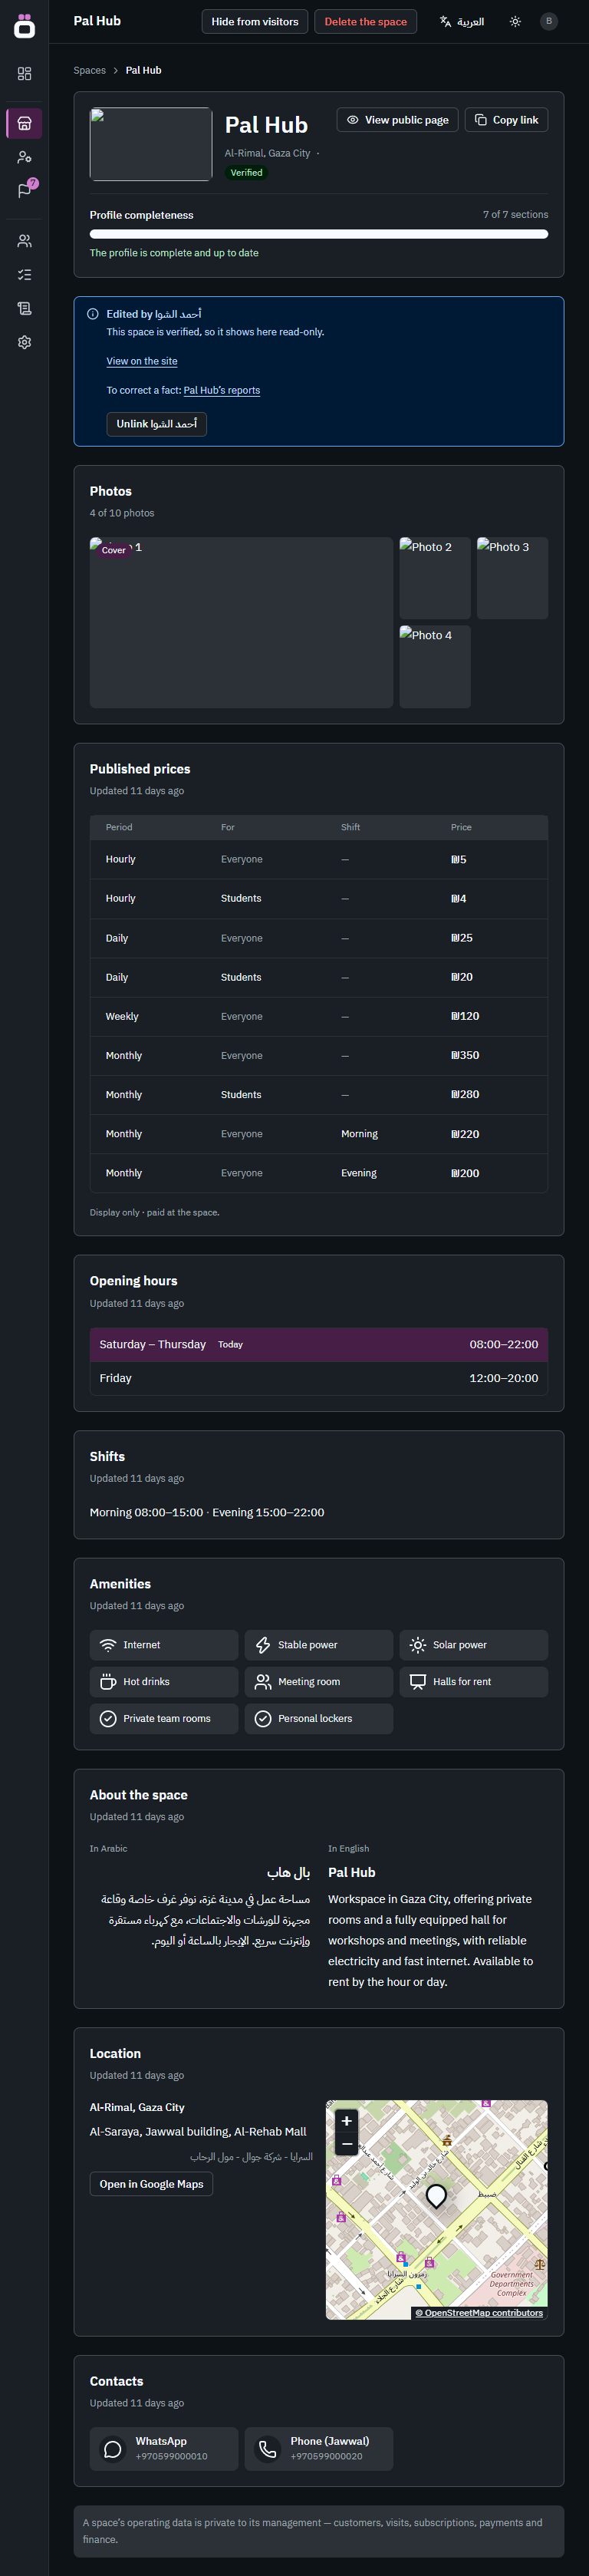 Pal Hub
Hide from visitors
Delete the space
العربية
B
Spaces > Pal Hub
7
Pal Hub
View public page
Copy link
Al-Rimal, Gaza City ·
Verified
Profile completeness
7 of 7 sections
The profile is complete and up to date
Edited by أحمد الشوا
This space is verified, so it shows here read-only.
View on the site
To correct a fact: Pal Hub's reports
Unlink أحمد الشوا
Photos
4 of 10 photos
Cover
1
Photo 2
Photo 3
Photo 4
Published prices
Updated 11 days ago
Period For Shift Price
Hourly Everyone — ₪5
Hourly Students — ₪4
Daily Everyone — ₪25
Daily Students — ₪20
Weekly Everyone — ₪120
Monthly Everyone — ₪350
Monthly Students — ₪280
Monthly Everyone Morning ₪220
Monthly Everyone Evening ₪200
Display only · paid at the space.
Opening hours
Updated 11 days ago
Saturday – Thursday Today 08:00–22:00
Friday 12:00–20:00
Shifts
Updated 11 days ago
Morning 08:00–15:00 · Evening 15:00–22:00
Amenities
Updated 11 days ago
Internet
Stable power
Solar power
Hot drinks
Meeting room
Halls for rent
Private team rooms
Personal lockers
About the space
Updated 11 days ago
In Arabic
بال هاب
مساحة عمل في مدينة غزة، نوفر غرف خاصة وقاعة
مجهزة للورشات والاجتماعات، مع كهرباء مستقرة
وإنترنت سريع. الإيجار بالساعة أو اليوم.
In English
Pal Hub
Workspace in Gaza City, offering private
rooms and a fully equipped hall for
workshops and meetings, with reliable
electricity and fast internet. Available to
rent by the hour or day.
Location
Updated 11 days ago
Al-Rimal, Gaza City
Al-Saraya, Jawwal building, Al-Rehab Mall
السرايا - شركة جوال - مول الرحاب
Open in Google Maps
+
−
ضبيط
رمزون السرايا
شارع الجلاء
Government
Departments
Complex
© OpenStreetMap contributors
Contacts
Updated 11 days ago
WhatsApp
+970599000010
Phone (Jawwal)
+970599000020
A space's operating data is private to its management — customers, visits, subscriptions, payments and
finance.